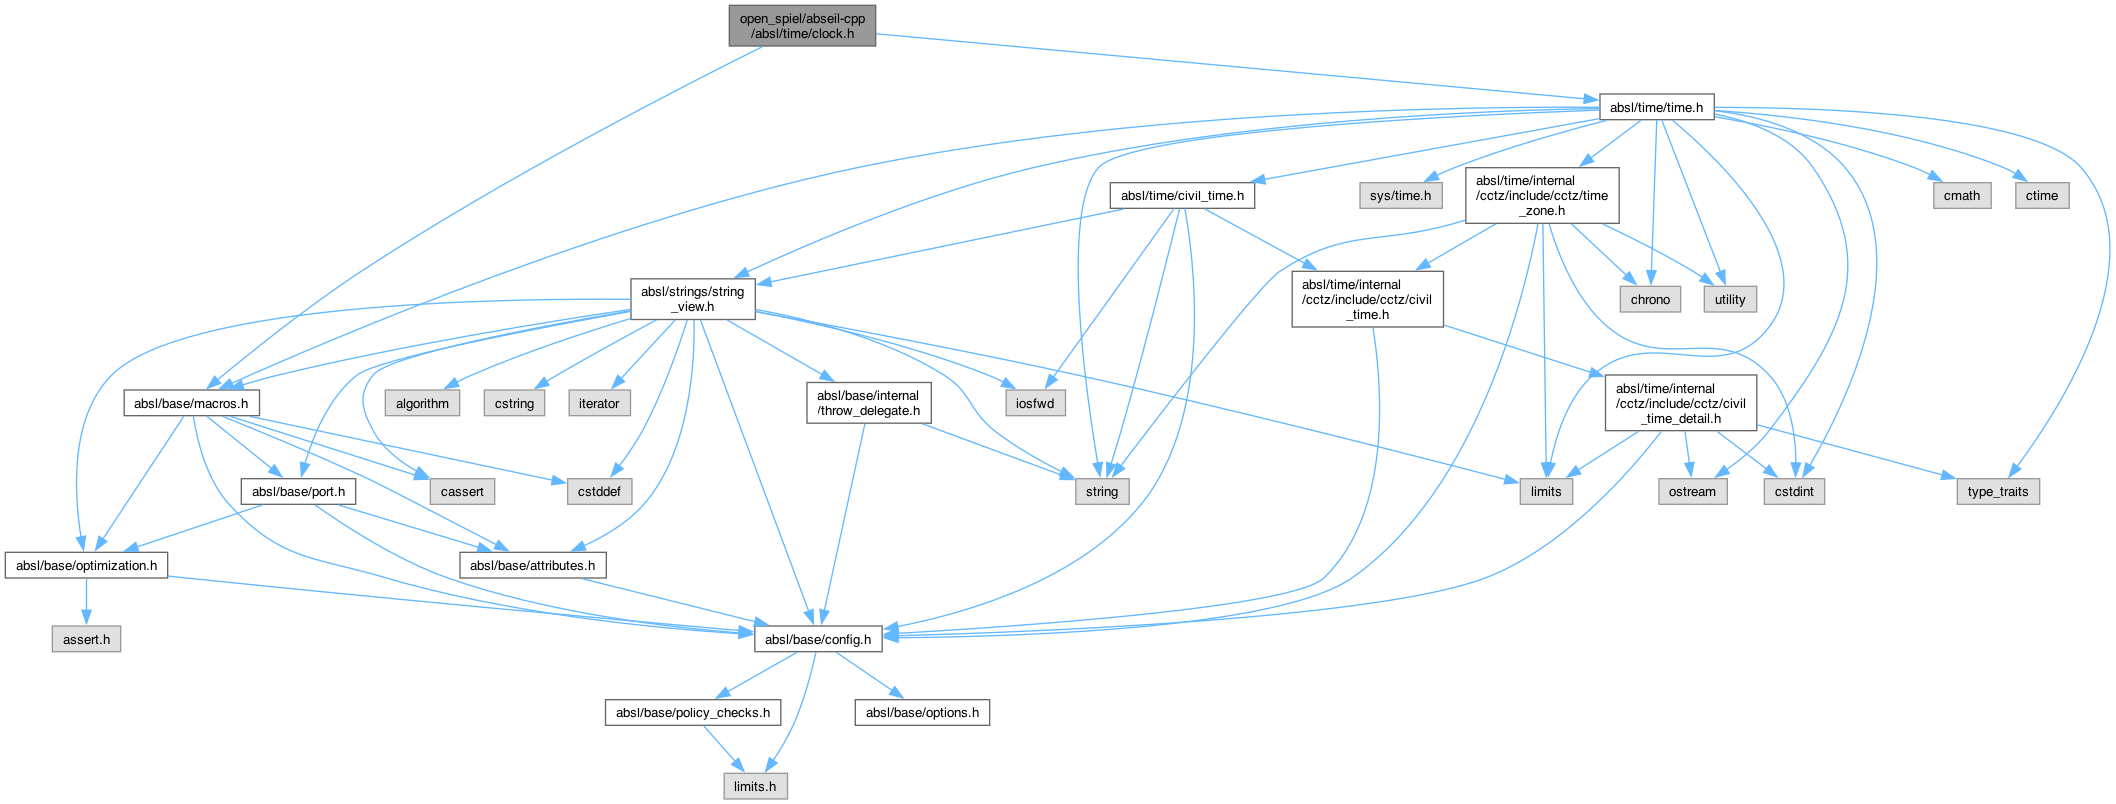 open_spiel/abseil-cpp
/absl/time/clock.h
absl/time/time.h
absl/time/civil_time.h
sys/time.h
absl/time/internal
/cctz/include/cctz/time
_zone.h
cmath
ctime
absl/strings/string
_view.h
absl/time/internal
/cctz/include/cctz/civil
_time.h
chrono
utility
absl/base/macros.h
algorithm
cstring
iterator
absl/base/internal
/throw_delegate.h
iosfwd
absl/time/internal
/cctz/include/cctz/civil
_time_detail.h
absl/base/port.h
cassert
cstddef
string
limits
ostream
cstdint
type_traits
absl/base/optimization.h
absl/base/attributes.h
assert.h
absl/base/config.h
absl/base/policy_checks.h
absl/base/options.h
limits.h